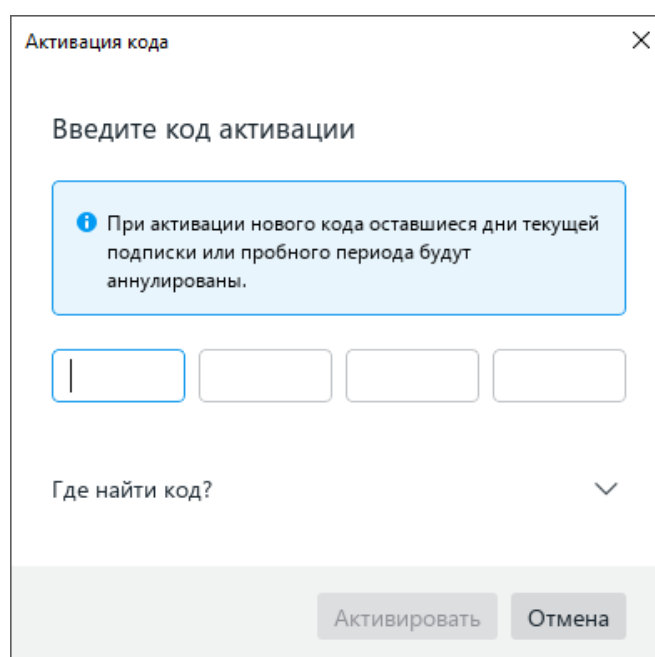 Активация кода
Введите код активации
При активации нового кода оставшиеся дни текущей
подписки или пробного периода будут
аннулированы.
Где найти код?
Активировать
Отмена